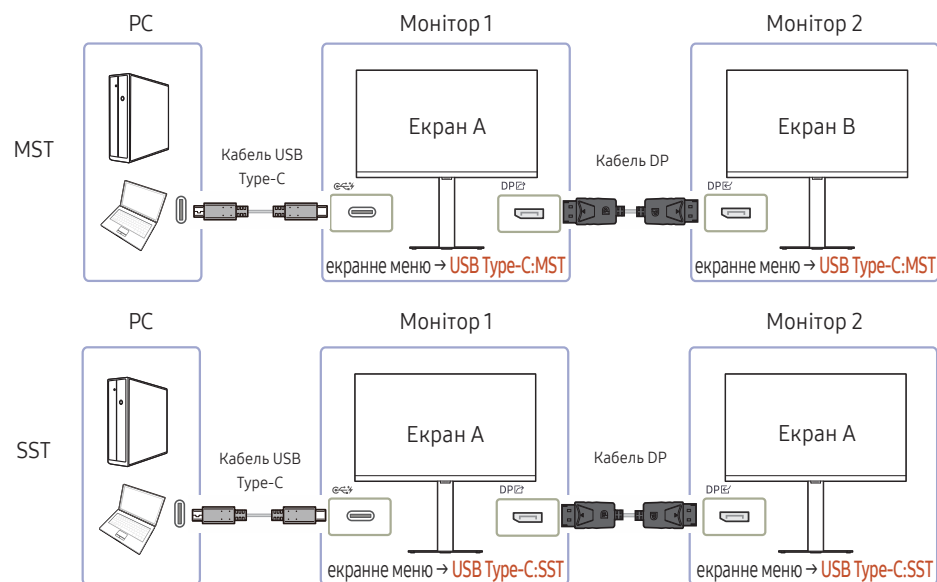 PC
Монітор 1
Монітор 2
MST
Кабель USB
Type-C
Екран A
DP
Кабель DP
DP
Екран B
екранне меню → USB Type-C:MST
екранне меню → USB Type-C:MST
PC
Монітор 1
Монітор 2
SST
Кабель USB
Type-C
Екран A
DP
Кабель DP
DP
Екран A
екранне меню → USB Type-C:SST
екранне меню → USB Type-C:SST